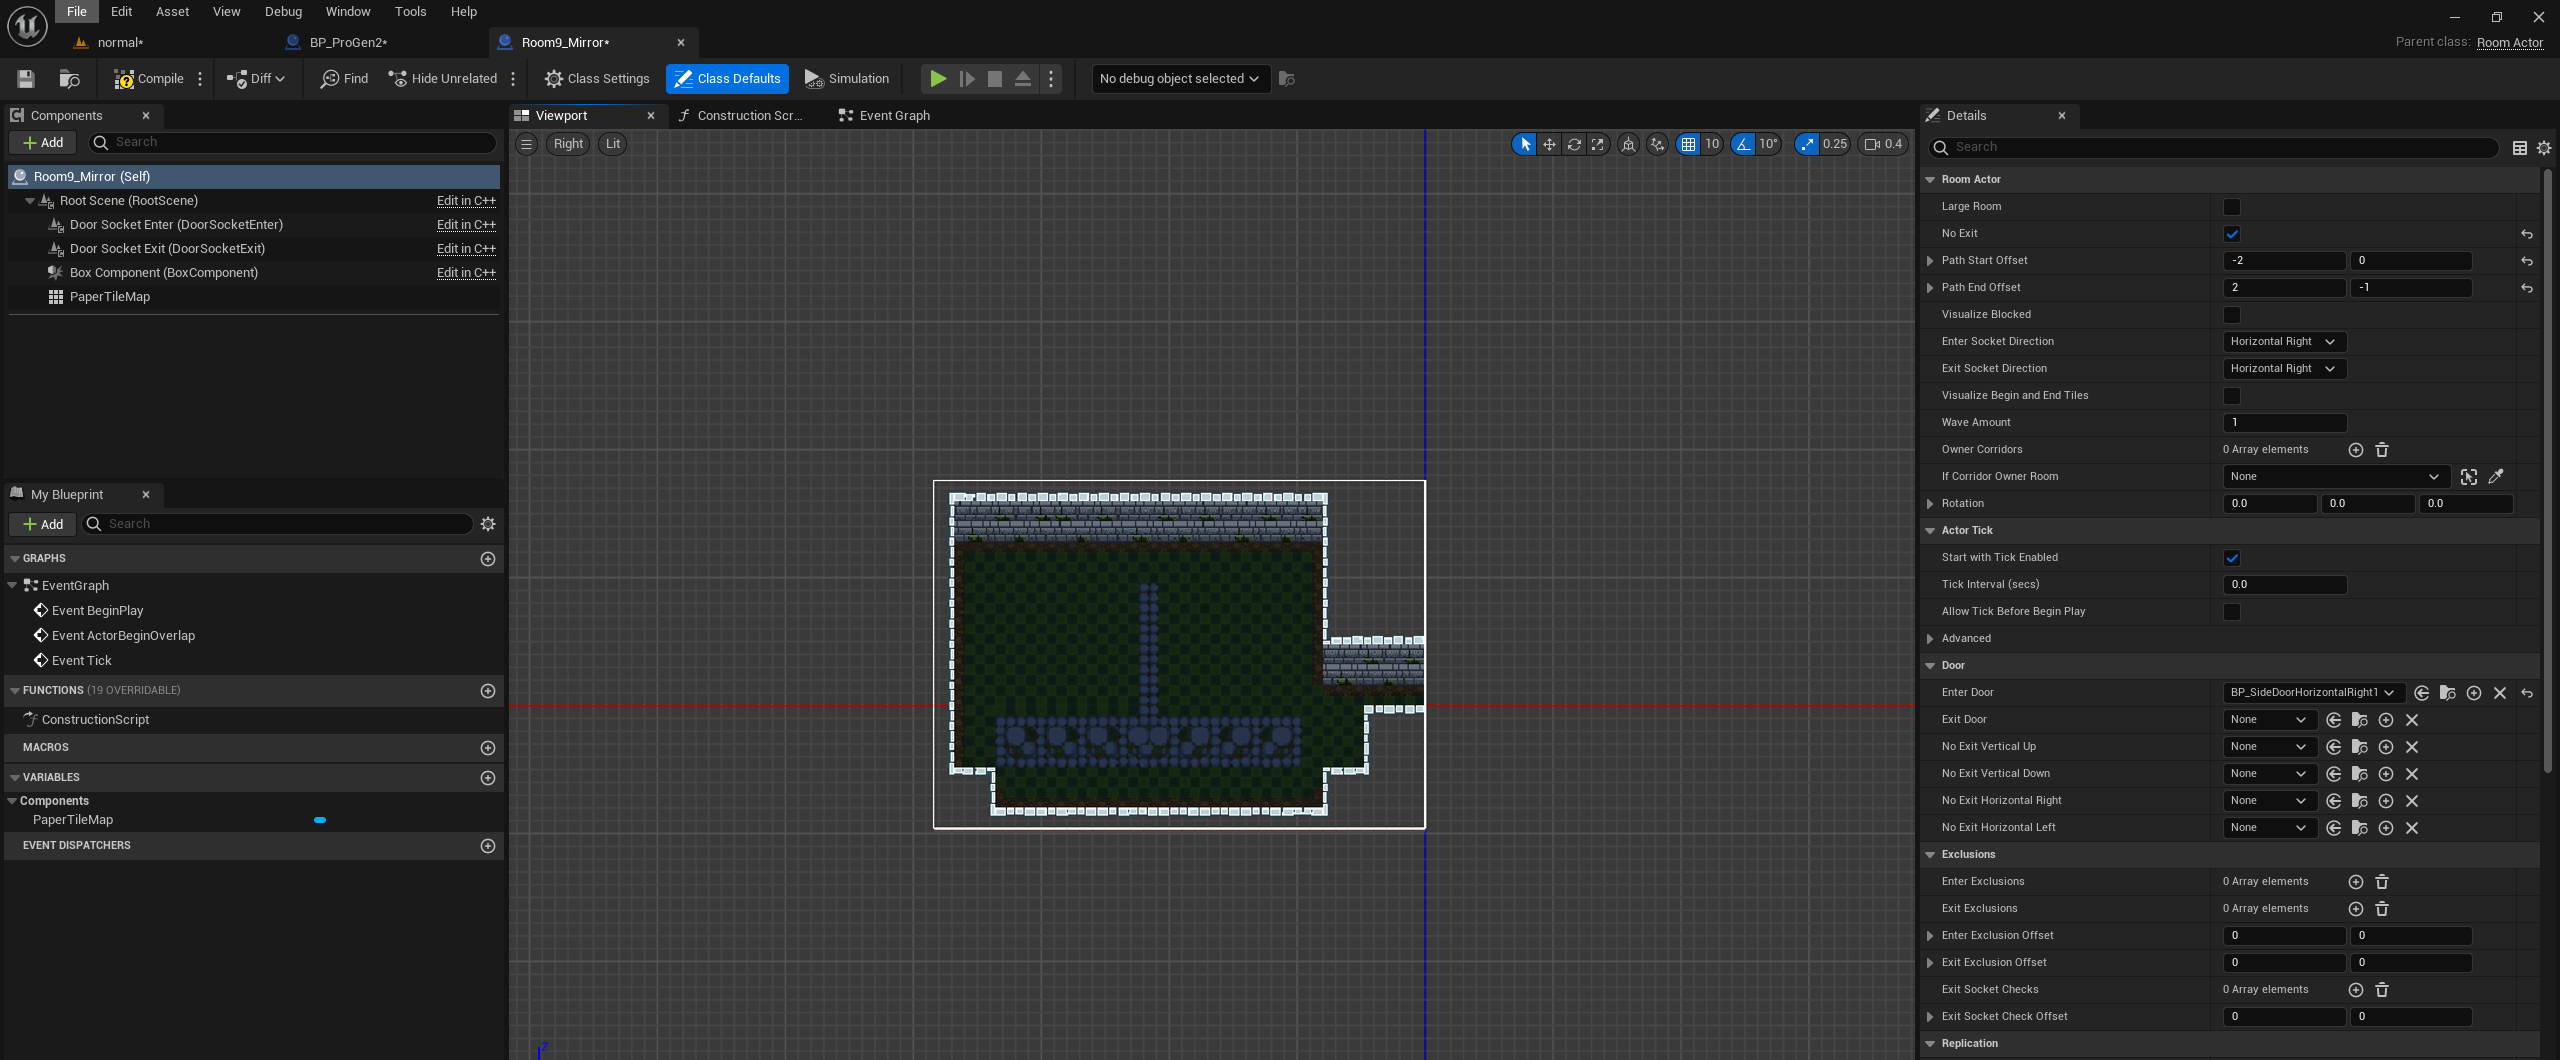 File Edit Asset View Debug Window Tools Help
normal* BP_ProGen2* Room9_Mirror*
Parent class: Room Actor
Compile Diff Find Hide Unrelated Class Settings Class Defaults Simulation No debug object selected
Components
Add Search
Room9_Mirror (Self)
Root Scene (RootScene) Edit in C++
Door Socket Enter (DoorSocketEnter) Edit in C++
Door Socket Exit (DoorSocketExit) Edit in C++
Box Component (BoxComponent) Edit in C++
PaperTileMap
My Blueprint
Add Search
GRAPHS
EventGraph
Event BeginPlay
Event ActorBeginOverlap
Event Tick
FUNCTIONS (19 OVERRIDABLE)
ConstructionScript
MACROS
VARIABLES
Components
PaperTileMap
EVENT DISPATCHERS
Viewport Construction Scr... Event Graph
Right Lit 10 10° 0.25 0.4
Z
Details
Search
Room Actor
Large Room
No Exit
Path Start Offset -2 0
Path End Offset 2 -1
Visualize Blocked
Enter Socket Direction Horizontal Right
Exit Socket Direction Horizontal Right
Visualize Begin and End Tiles
Wave Amount 1
Owner Corridors 0 Array elements
If Corridor Owner Room None
Rotation 0.0 0.0 0.0
Actor Tick
Start with Tick Enabled
Tick Interval (secs) 0.0
Allow Tick Before Begin Play
Advanced
Door
Enter Door BP_SideDoorHorizontalRight1
Exit Door None
No Exit Vertical Up None
No Exit Vertical Down None
No Exit Horizontal Right None
No Exit Horizontal Left None
Exclusions
Enter Exclusions 0 Array elements
Exit Exclusions 0 Array elements
Enter Exclusion Offset 0 0
Exit Exclusion Offset 0 0
Exit Socket Checks 0 Array elements
Exit Socket Check Offset 0 0
Replication